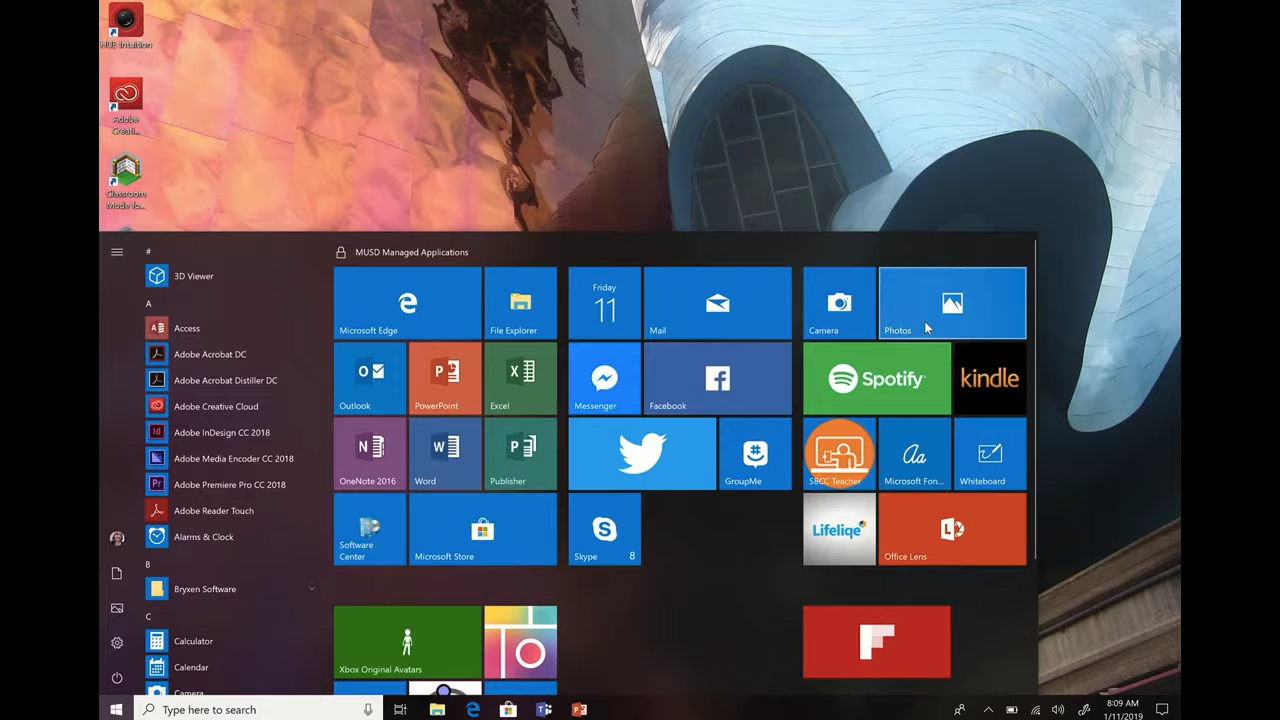 HUE Intuition
Adobe
Creati...
Classroom
Mode fo...
MUSD Managed Applications
#
3D Viewer
A
Access
Adobe Acrobat DC
Adobe Acrobat Distiller DC
Adobe Creative Cloud
Adobe InDesign CC 2018
Adobe Media Encoder CC 2018
Adobe Premiere Pro CC 2018
Adobe Reader Touch
Alarms & Clock
B
Bryxen Software
C
Calculator
Calendar
Camera
Microsoft Edge
File Explorer
Outlook
PowerPoint
Excel
OneNote 2016
Word
Publisher
Software
Center
Microsoft Store
Xbox Original Avatars
Friday
11
Mail
Messenger
Facebook
GroupMe
Skype
8
Camera
Photos
Spotify
kindle
SBCC Teacher
Microsoft Fon...
Whiteboard
Lifeliqe
Office Lens
Type here to search
8:09 AM
1/11/2019